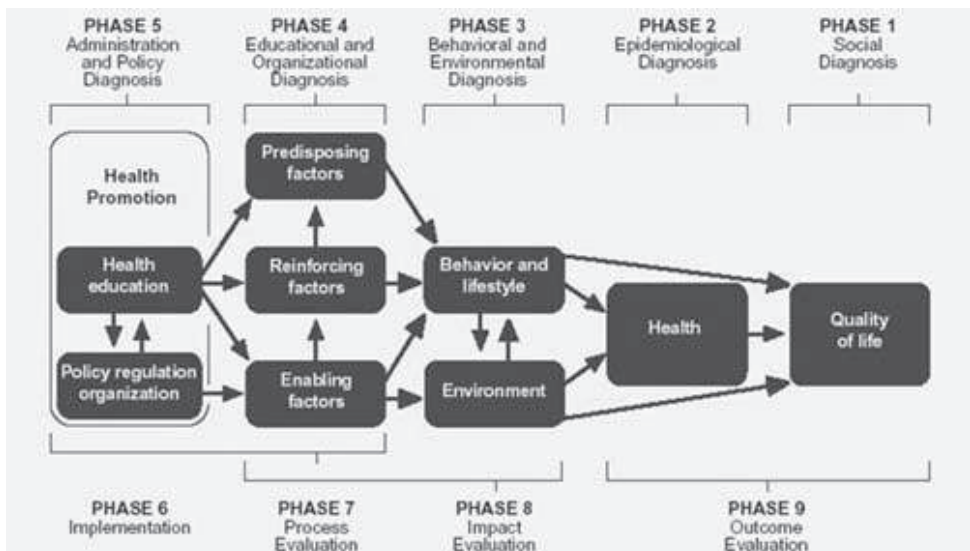 PHASE 5
Administration
and Policy
Diagnosis
PHASE 4
Educational and
Organizational
Diagnosis
PHASE 3
Behavioral and
Environmental
Diagnosis
PHASE 2
Epidemiological
Diagnosis
PHASE 1
Social
Diagnosis
Health
Promotion
Predisposing
factors
Health
education
Reinforcing
factors
Behavior and
lifestyle
Health
Quality
of life
Policy regulation
organization
Enabling
factors
Environment
PHASE 6
Implementation
PHASE 7
Process
Evaluation
PHASE 8
Impact
Evaluation
PHASE 9
Outcome
Evaluation